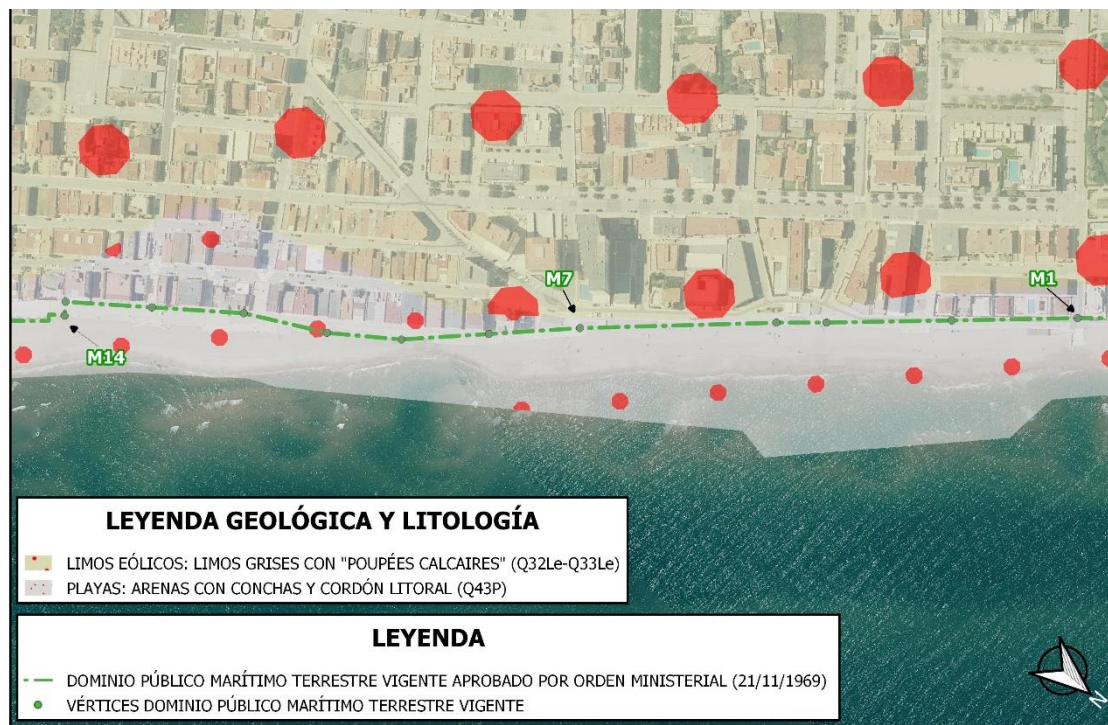 M7
M1
M14
LEYENDA GEOLÓGICA Y LITOLOGÍA
LIMOS EÓLICOS: LIMOS GRISES CON "POUPÉES CALCAIRES" (Q32Le-Q33Le)
PLAYAS: ARENAS CON CONCHAS Y CORDÓN LITORAL (Q43P)
LEYENDA
DOMINIO PÚBLICO MARÍTIMO TERRESTRE VIGENTE APROBADO POR ORDEN MINISTERIAL (21/11/1969)
VÉRTICES DOMINIO PÚBLICO MARÍTIMO TERRESTRE VIGENTE
N